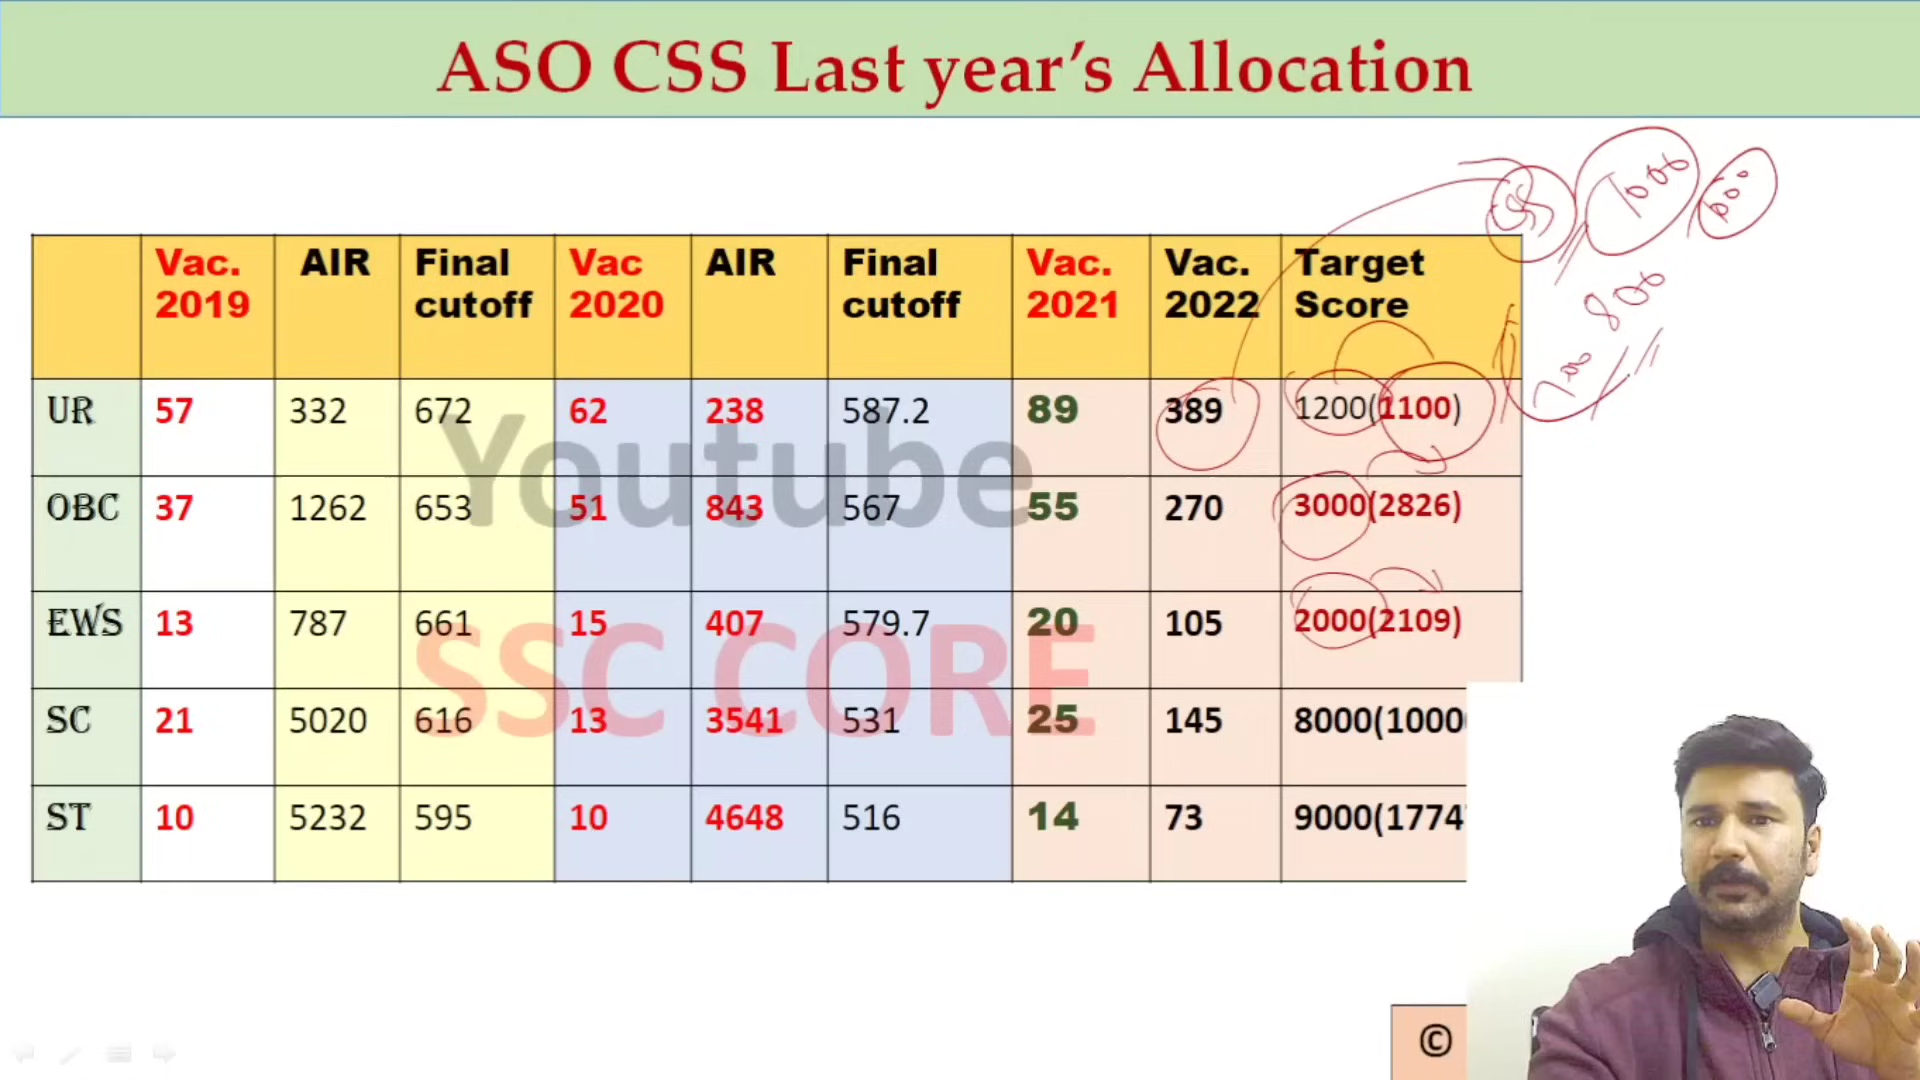 ASO CSS Last year's Allocation
1000
000
800
Vac. 2019 AIR Final cutoff Vac 2020 AIR Final cutoff Vac. 2021 Vac. 2022 Target Score
UR 57 332 672 62 238 587.2 89 389 1200(1100)
OBC 37 1262 653 51 843 567 55 270 3000(2826)
EWS 13 787 661 15 407 579.7 20 105 2000(2109)
SC 21 5020 616 13 3541 531 25 145 8000(1000
ST 10 5232 595 10 4648 516 14 73 9000(1774
Youtube
SSC CORE
©